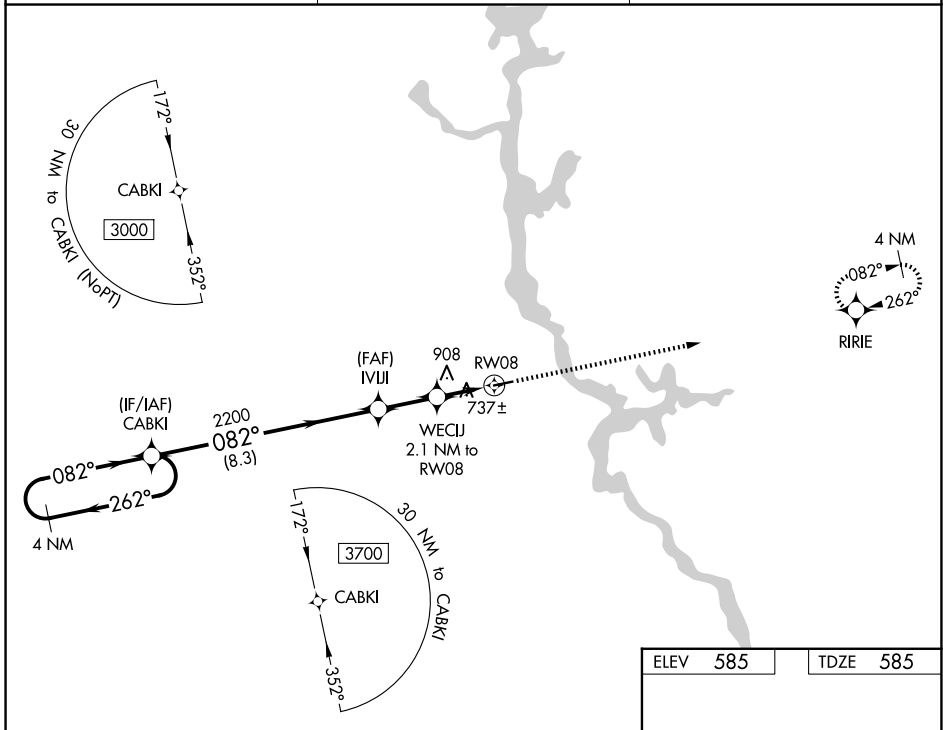 172°
30 NM to CABKI (NoPT)
CABKI
3000
352°
4 NM
082°
262°
RIRIE
(FAF)
IVIJI
908
RW08
737±
WECIJ
2.1 NM to
RW08
(IF/IAF)
CABKI
2200
082°
(8.3)
082°
262°
4 NM
172°
30 NM to CABKI
3700
CABKI
352°
ELEV 585
TDZE 585